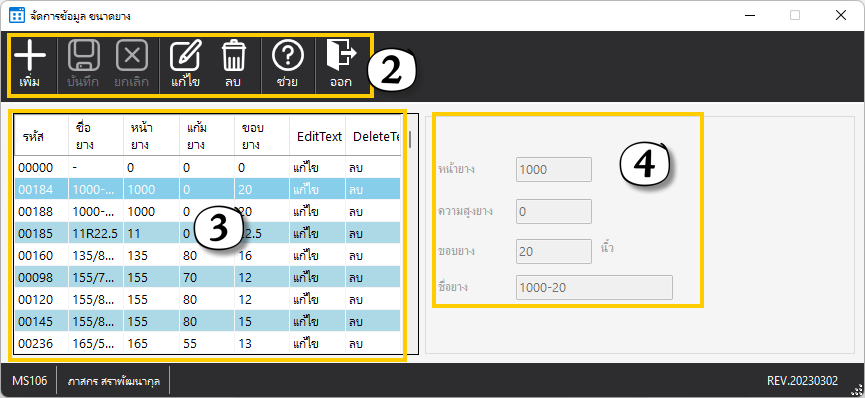 จัดการข้อมูล ขนาดยาง
เพิ่ม บันทึก ยกเลิก แก้ไข ลบ ช่วย ออก
2
รหัส ชื่อยาง หน้ายาง แก้มยาง ขอบยาง EditText DeleteTe
00000 - 0 0 0 แก้ไข ลบ
00184 1000-... 1000 0 20 แก้ไข ลบ
00188 1000-... 1000 0 20 แก้ไข ลบ
00185 11R22.5 11 0 2.5 แก้ไข ลบ
00160 135/8... 135 80 16 แก้ไข ลบ
00098 155/7... 155 70 12 แก้ไข ลบ
00120 155/8... 155 80 12 แก้ไข ลบ
00145 155/8... 155 80 15 แก้ไข ลบ
00236 165/5... 165 55 13 แก้ไข ลบ
3
4
หน้ายาง 1000
ความสูงยาง 0
ขอบยาง 20 นิ้ว
ชื่อยาง 1000-20
MS106 ภาสกร สราพัฒนากุล REV.20230302